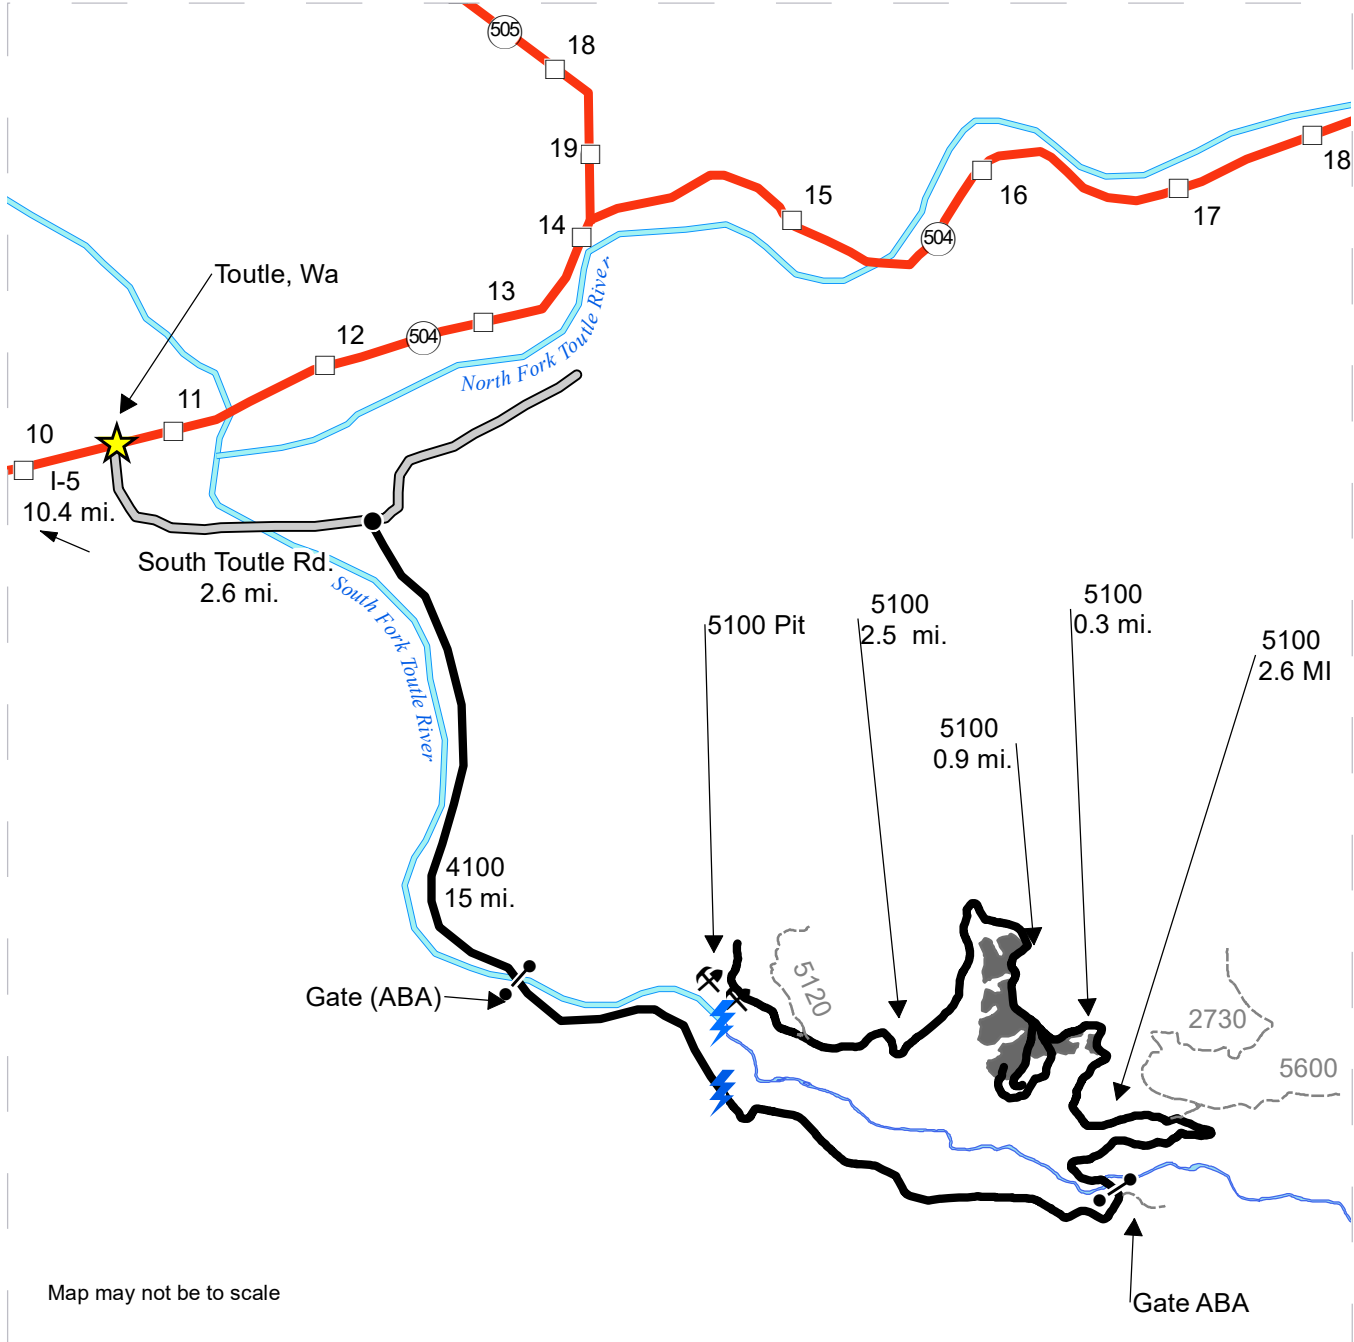 505
18
19
14
15
504
16
17
18
Toutle, Wa
13
12
504
North Fork Toutle River
11
10
I-5
10.4 mi.
South Toutle Rd.
2.6 mi.
South Fork Toutle River
5100 Pit
5100
2.5 mi.
5100
0.3 mi.
5100
2.6 MI
5100
0.9 mi.
4100
15 mi.
Gate (ABA)
5120
2730
5600
Map may not be to scale
Gate ABA